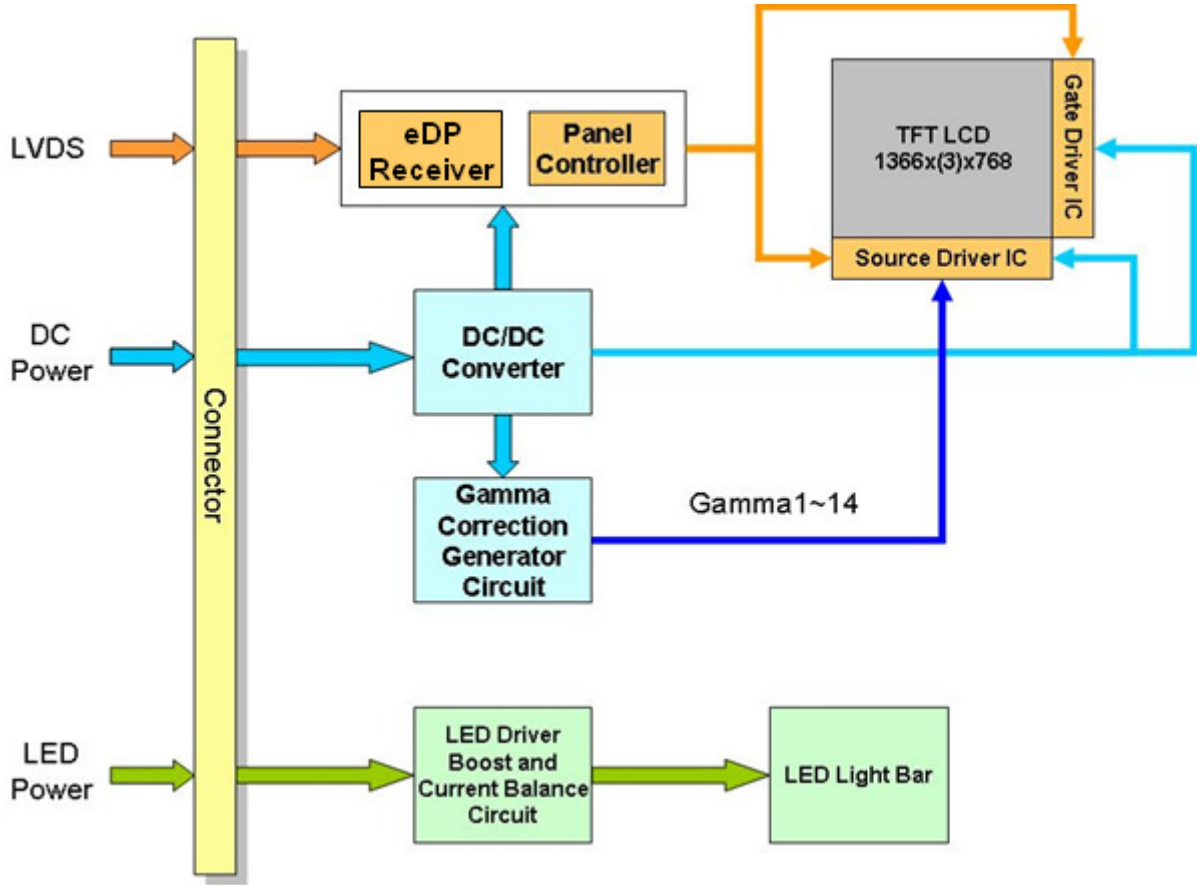 LVDS
eDP
Receiver
Panel
Controller
TFT LCD
1366x(3)x768
Gate Driver IC
Source Driver IC
DC
Power
DC/DC
Converter
Connector
Gamma
Correction
Generator
Circuit
Gamma1~14
LED
Power
LED Driver
Boost and
Current Balance
Circuit
LED Light Bar